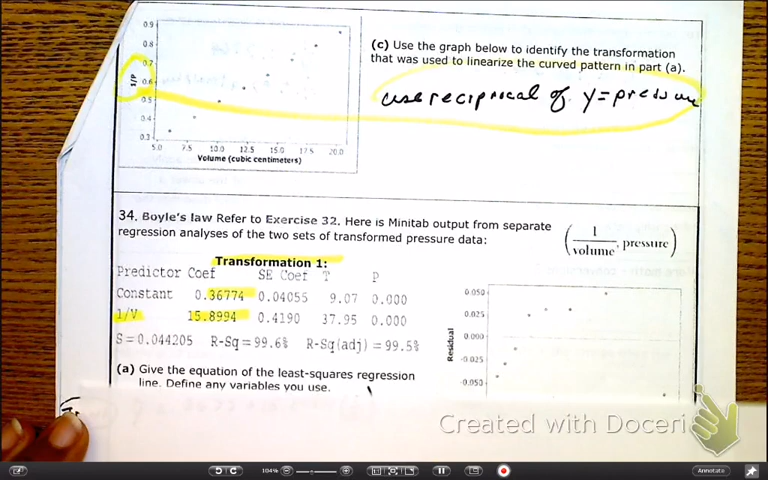 0.9
0.8
0.7
0.6
0.5
0.4
0.3
1/P
5.0 7.5 10.0 12.5 15.0 17.5 20.0
Volume (cubic centimeters)
(c) Use the graph below to identify the transformation
that was used to linearize the curved pattern in part (a).
use reciprocal of y=pressure
34. Boyle's law Refer to Exercise 32. Here is Minitab output from separate
regression analyses of the two sets of transformed pressure data:
(1/volume, pressure)
Transformation 1:
Predictor Coef SE Coef T P
Constant 0.36774 0.04055 9.07 0.000
1/V 15.8994 0.4190 37.95 0.000
S=0.044205 R-Sq=99.6% R-Sq(adj)=99.5%
0.050
0.025
0.000
-0.025
-0.050
Residual
(a) Give the equation of the least-squares regression
line. Define any variables you use.
Created with Doceri
104%
Annotate